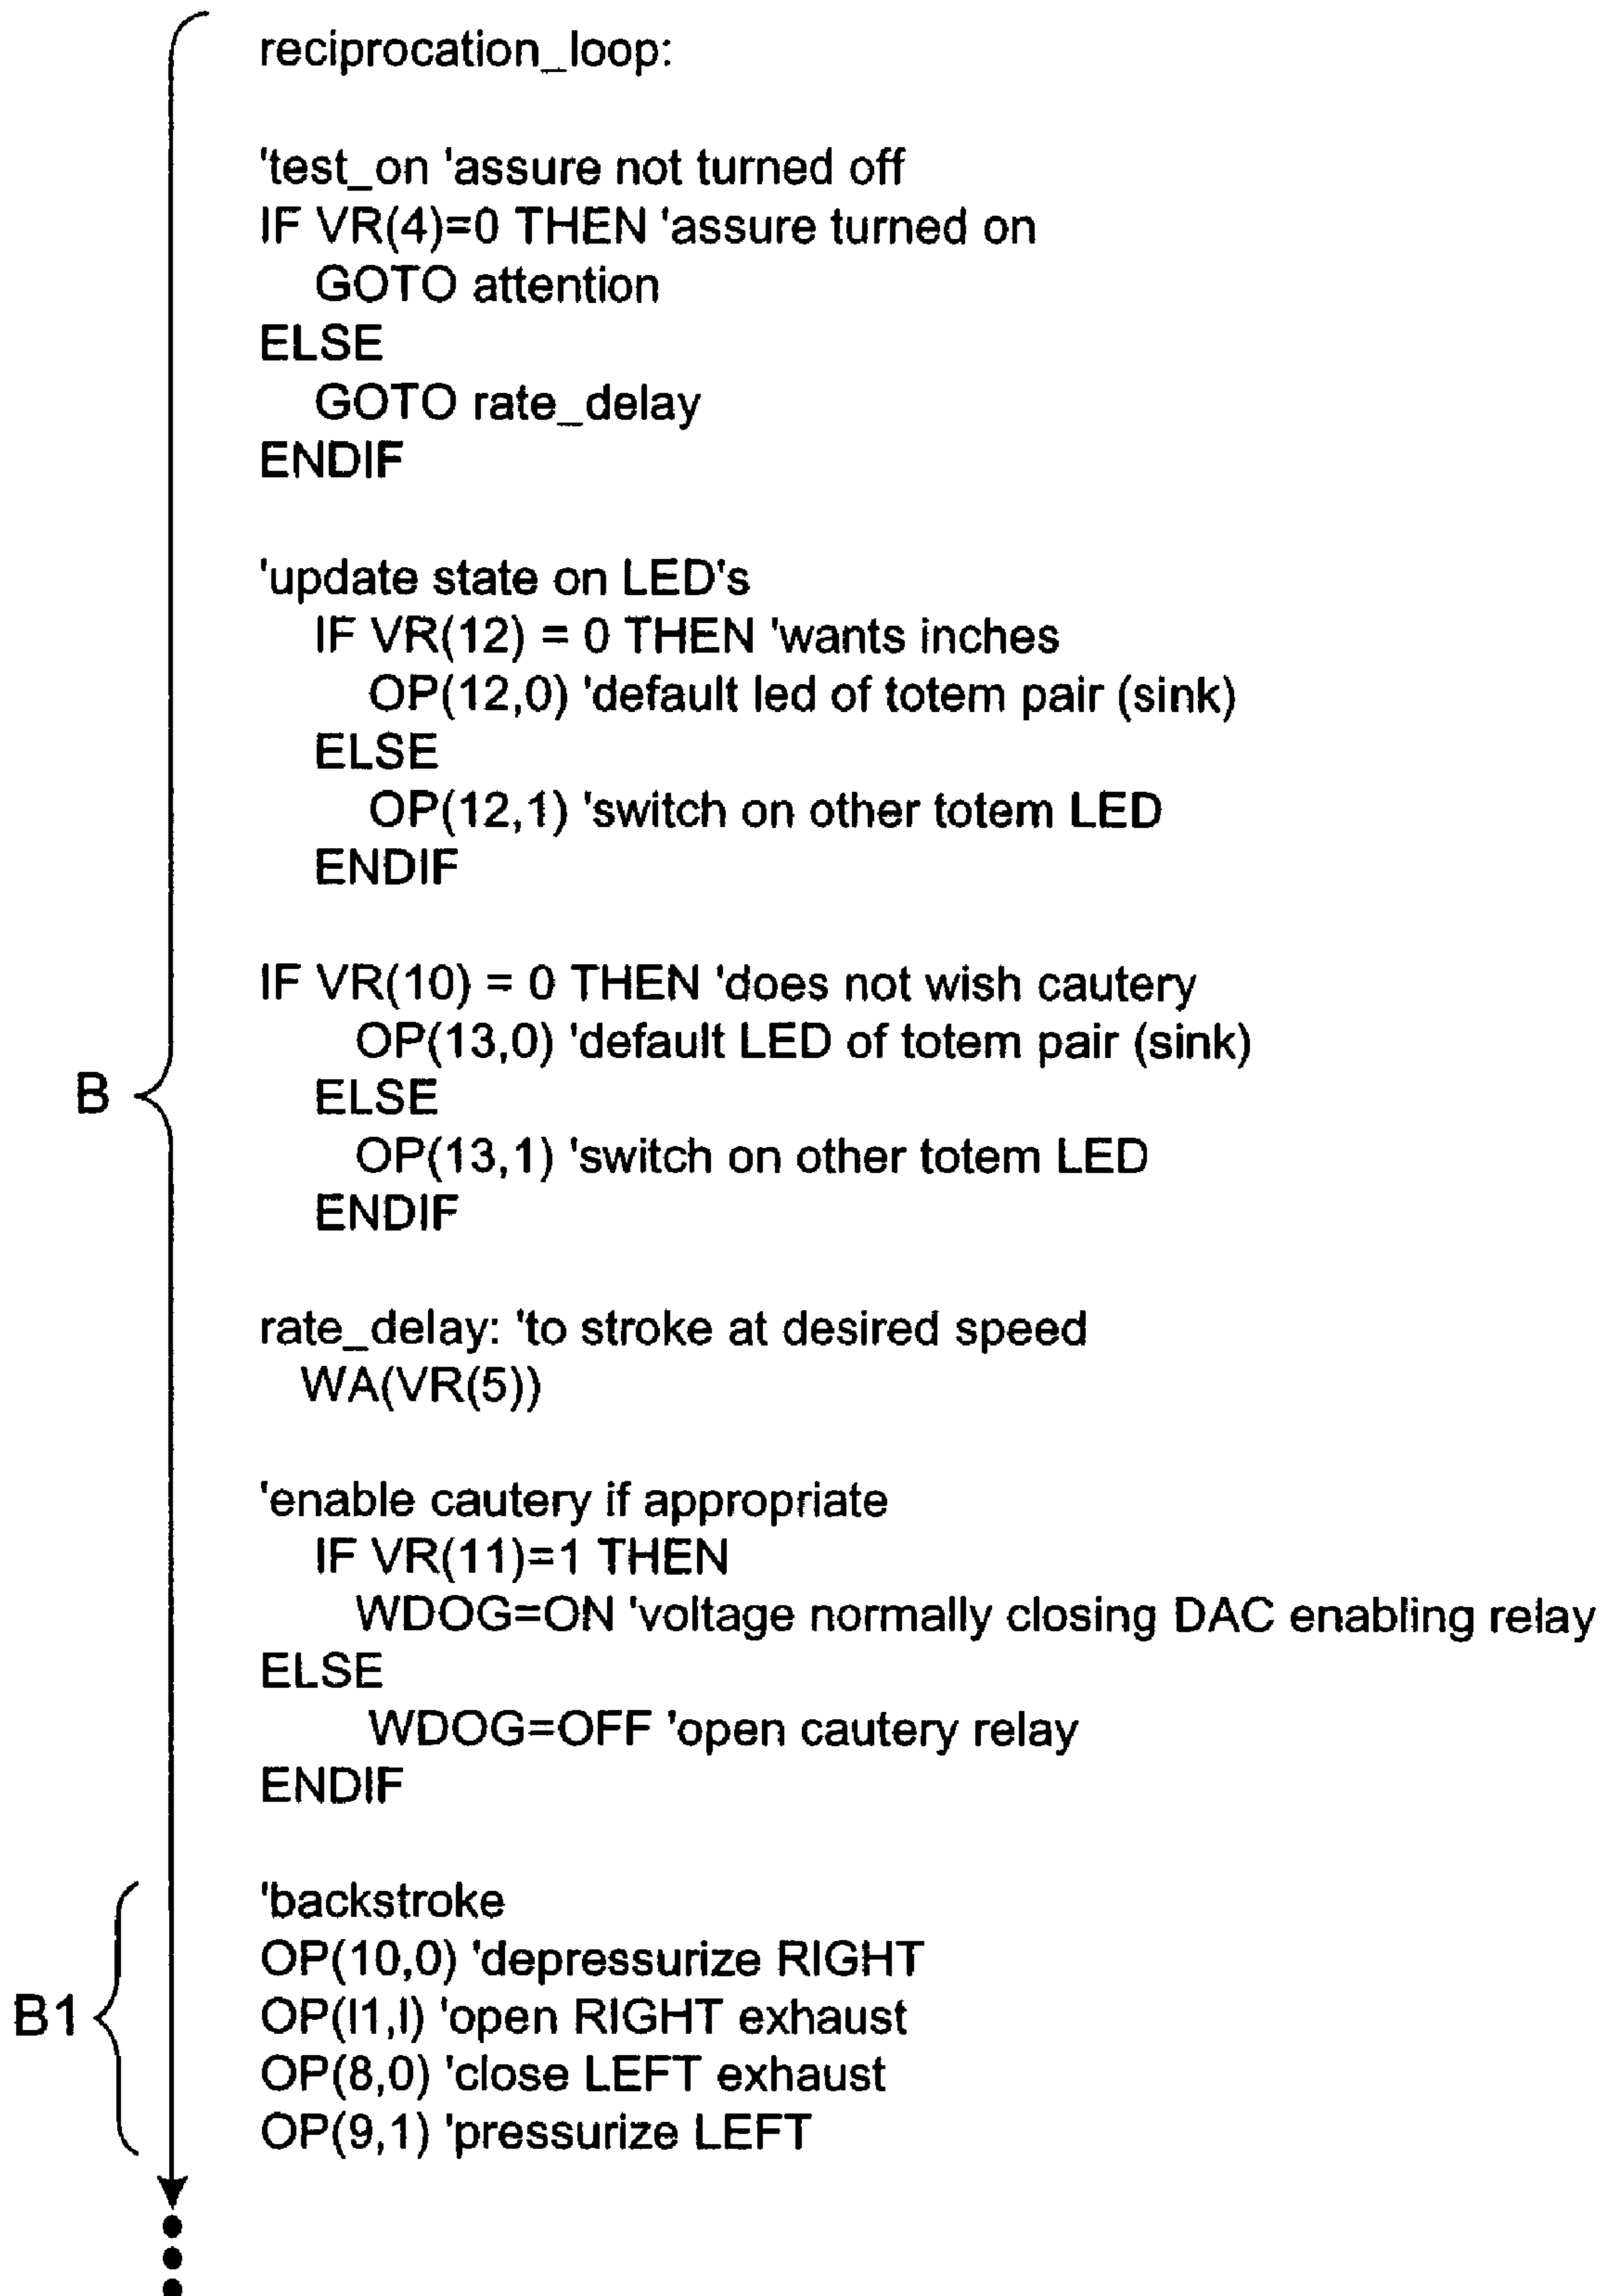 reciprocation_loop:
'test_on 'assure not turned off
IF VR(4)=0 THEN 'assure turned on
GOTO attention
ELSE
GOTO rate_delay
ENDIF
'update state on LED's
IF VR(12) = 0 THEN 'wants inches
OP(12,0) 'default led of totem pair (sink)
ELSE
OP(12,1) 'switch on other totem LED
ENDIF
IF VR(10) = 0 THEN 'does not wish cautery
OP(13,0) 'default LED of totem pair (sink)
ELSE
B
OP(13,1) 'switch on other totem LED
ENDIF
rate_delay: 'to stroke at desired speed
WA(VR(5))
'enable cautery if appropriate
IF VR(11)=1 THEN
WDOG=ON 'voltage normally closing DAC enabling relay
ELSE
WDOG=OFF 'open cautery relay
ENDIF
'backstroke
OP(10,0) 'depressurize RIGHT
B1
OP(l1,l) 'open RIGHT exhaust
OP(8,0) 'close LEFT exhaust
OP(9,1) 'pressurize LEFT